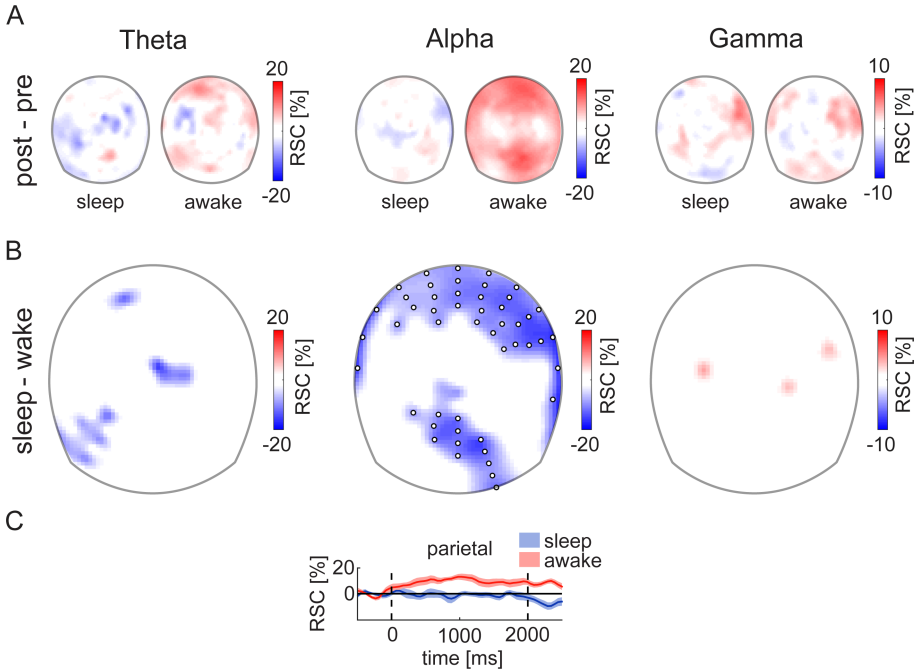 A
Theta
Alpha
Gamma
post - pre
20
RSC [%]
-20
sleep
awake
20
RSC [%]
-20
sleep
awake
10
RSC [%]
-10
sleep
awake
B
sleep - wake
20
RSC [%]
-20
20
RSC [%]
-20
10
RSC [%]
-10
C
parietal
sleep
awake
RSC [%]
20
0
0
1000
2000
time [ms]